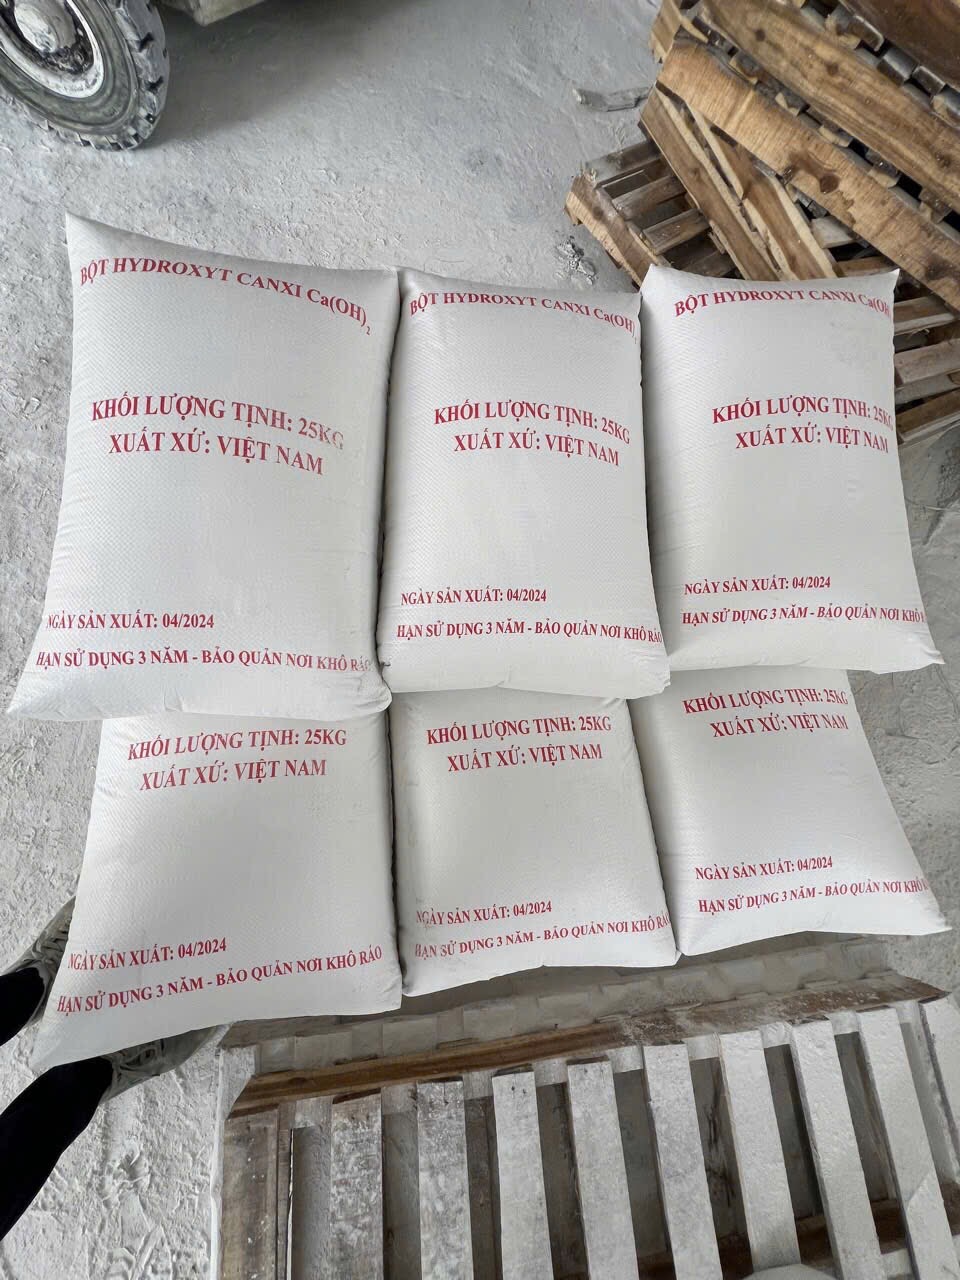 BỘT HYDROXYT CANXI Ca(OH)₂
KHỐI LƯỢNG TỊNH: 25KG
XUẤT XỨ: VIỆT NAM
NGÀY SẢN XUẤT: 04/2024
HẠN SỬ DỤNG 3 NĂM - BẢO QUẢN NƠI KHÔ RÁO
BỘT HYDROXYT CANXI Ca(OH)
KHỐI LƯỢNG TỊNH: 25KG
XUẤT XỨ: VIỆT NAM
NGÀY SẢN XUẤT: 04/2024
HẠN SỬ DỤNG 3 NĂM - BẢO QUẢN NƠI KHÔ RÁO
BỘT HYDROXYT CANXI Ca(OH)
KHỐI LƯỢNG TỊNH: 25KG
XUẤT XỨ: VIỆT NAM
NGÀY SẢN XUẤT: 04/2024
HẠN SỬ DỤNG 3 NĂM - BẢO QUẢN NƠI KHÔ
KHỐI LƯỢNG TỊNH: 25KG
XUẤT XỨ: VIỆT NAM
NGÀY SẢN XUẤT: 04/2024
HẠN SỬ DỤNG 3 NĂM - BẢO QUẢN NƠI KHÔ RÁO
KHỐI LƯỢNG TỊNH: 25KG
XUẤT XỨ: VIỆT NAM
NGÀY SẢN XUẤT: 04/2024
HẠN SỬ DỤNG 3 NĂM - BẢO QUẢN NƠI KHÔ RÁO
KHỐI LƯỢNG TỊNH: 25KG
XUẤT XỨ: VIỆT NAM
NGÀY SẢN XUẤT: 04/2024
HẠN SỬ DỤNG 3 NĂM - BẢO QUẢN NƠI KHÔ